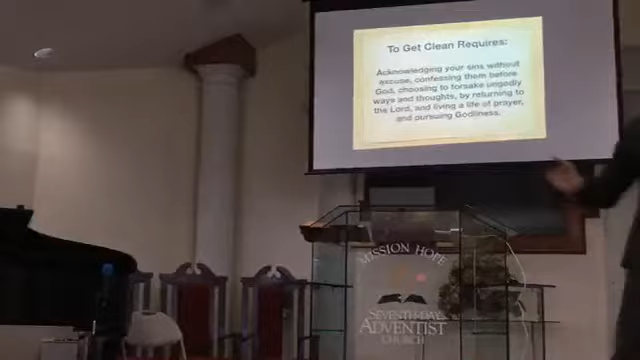 To Get Clean Requires:
Acknowledging your sins without
excuse, confessing them before
God, choosing to forsake ungodly
ways and thoughts, by returning to
the Lord, and living a life of prayer,
and pursuing Godliness.
MISSION HOPE
SEVENTH-DAY
ADVENTIST
CHURCH